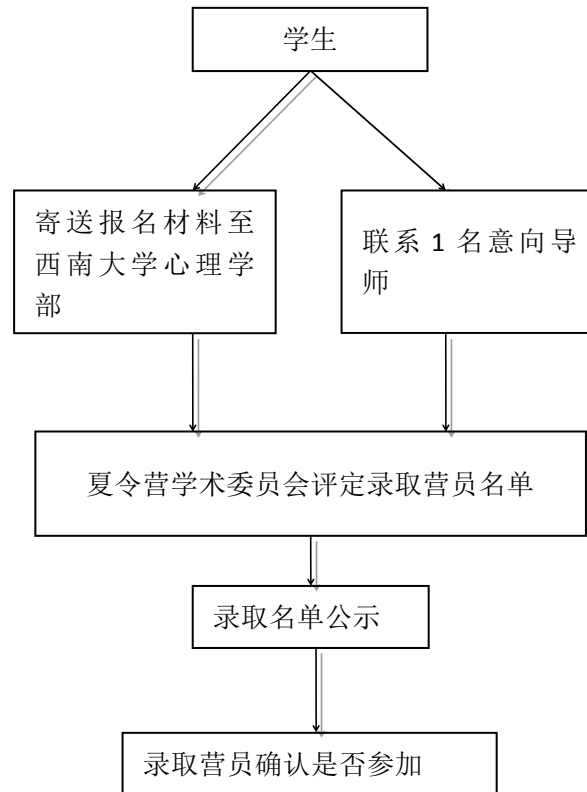 学生
寄送报名材料至
西南大学心理学
部
联系 1 名意向导
师
夏令营学术委员会评定录取营员名单
录取名单公示
录取营员确认是否参加